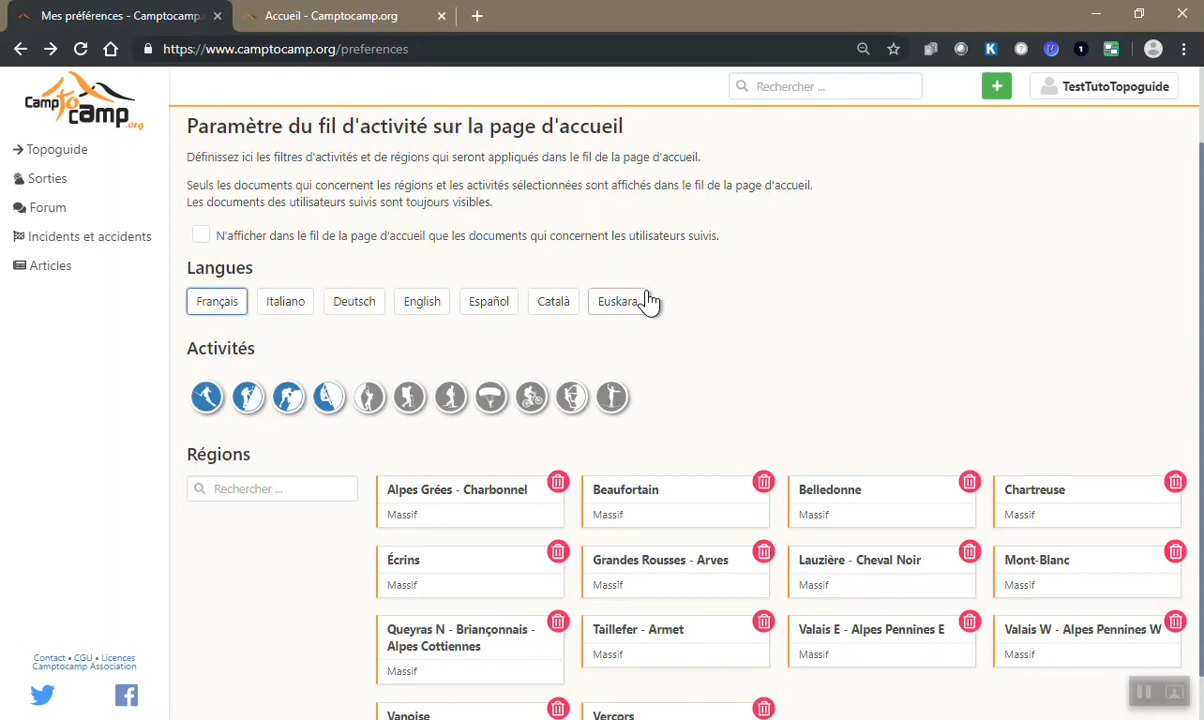 Mes préférences - Camptocamp.
Accueil - Camptocamp.org
https://www.camptocamp.org/preferences
CampToCamp.org
Rechercher ...
TestTutoTopoguide
Topoguide
Sorties
Forum
Incidents et accidents
Articles
Paramètre du fil d'activité sur la page d'accueil
Définissez ici les filtres d'activités et de régions qui seront appliqués dans le fil de la page d'accueil.
Seuls les documents qui concernent les régions et les activités sélectionnées sont affichés dans le fil de la page d'accueil.
Les documents des utilisateurs suivis sont toujours visibles.
N'afficher dans le fil de la page d'accueil que les documents qui concernent les utilisateurs suivis.
Langues
Français Italiano Deutsch English Español Català Euskara
Activités
Régions
Rechercher ...
Alpes Grées - Charbonnel
Massif
Beaufortain
Massif
Belledonne
Massif
Chartreuse
Massif
Écrins
Massif
Grandes Rousses - Arves
Massif
Lauzière - Cheval Noir
Massif
Mont-Blanc
Massif
Queyras N - Briançonnais -
Alpes Cottiennes
Massif
Taillefer - Armet
Massif
Valais E - Alpes Pennines E
Massif
Valais W - Alpes Pennines W
Massif
Vanoise
Vercors
Contact • CGU • Licences
Camptocamp Association